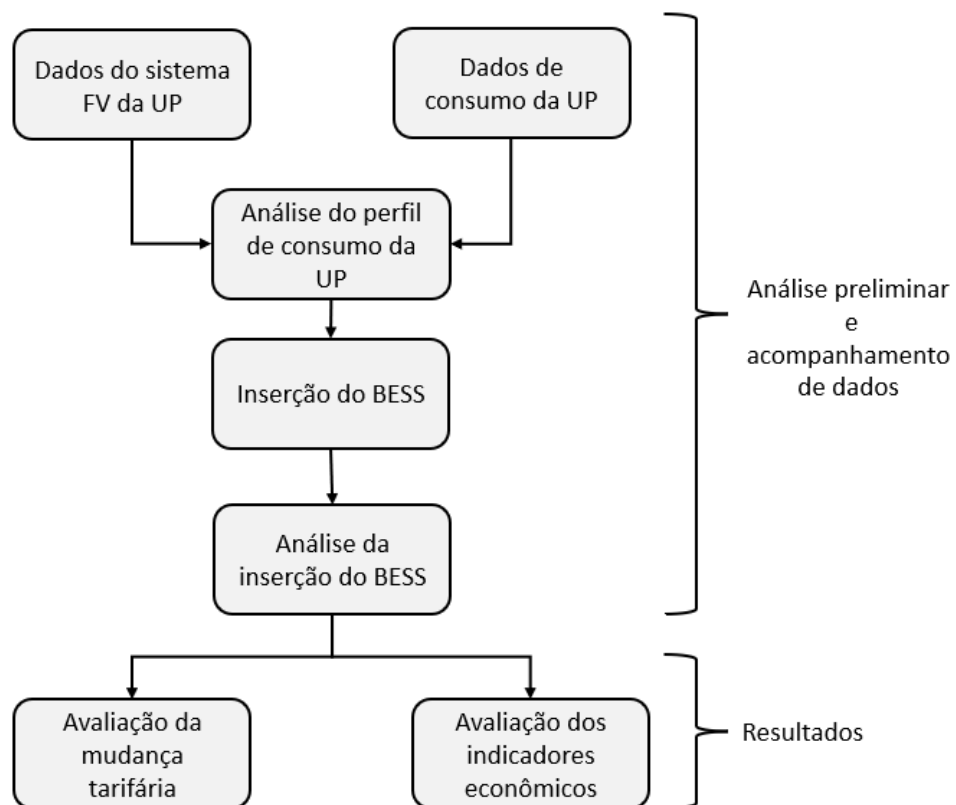 Dados do sistema
FV da UP
Dados de
consumo da UP
Análise do perfil
de consumo da
UP
Inserção do BESS
Análise da
inserção do BESS
Análise preliminar
e
acompanhamento
de dados
Avaliação da
mudança
tarifária
Avaliação dos
indicadores
econômicos
Resultados